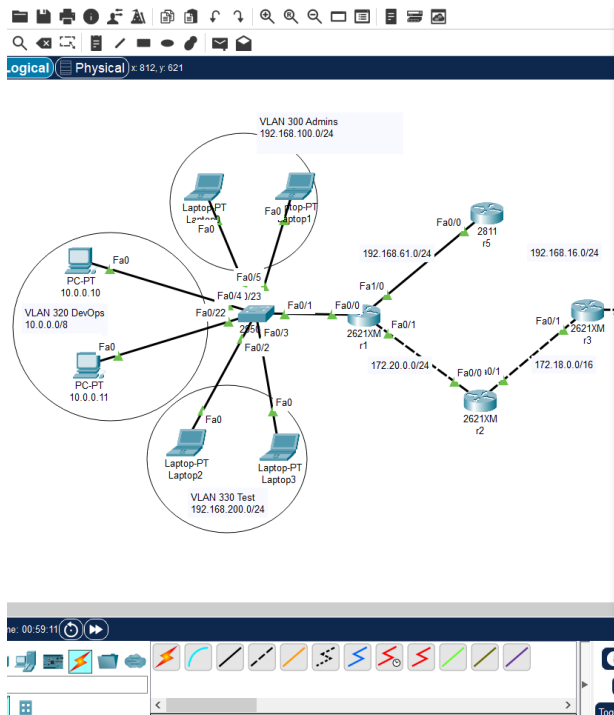 Logical
Physical
x: 812, y: 621
VLAN 300 Admins
192.168.100.0/24
Laptop-PT
Fa0
Fa0
Laptop1
Fa0/0
2811
r5
192.168.61.0/24
192.168.16.0/24
Fa0
PC-PT
10.0.0.10
VLAN 320 DevOps
10.0.0.0/8
Fa0
PC-PT
10.0.0.11
Fa0/5
Fa0/4
)/23
Fa0/22
Fa0/1
Fa0/0
Fa1/0
Fa0/3
Fa0/2
2621XM
r1
Fa0/1
Fa0/1
2621XM
r3
172.20.0.0/24
172.18.0.0/16
Fa0/0
0/1
2621XM
r2
Fa0
Fa0
Laptop-PT
Laptop2
Laptop-PT
Laptop3
VLAN 330 Test
192.168.200.0/24
00:59:11